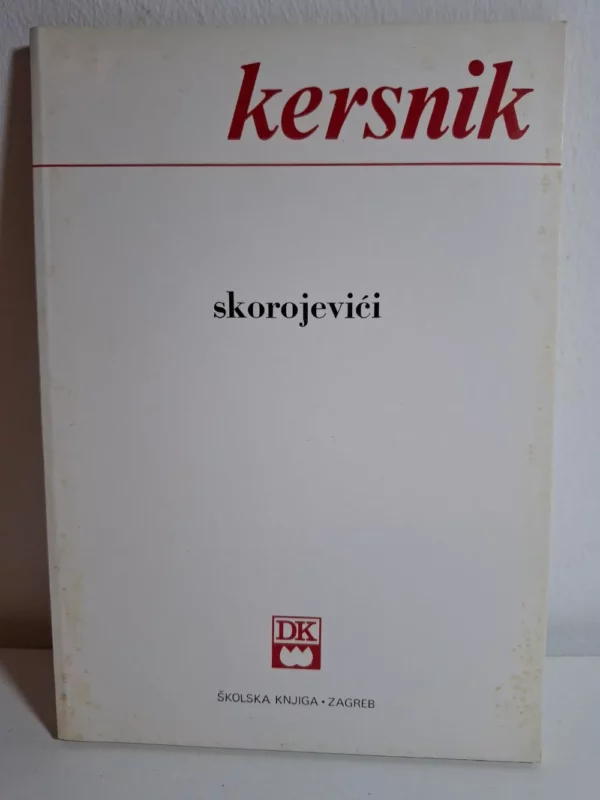 kersnik
skorojevići
DK
ŠKOLSKA KNJIGA • ZAGREB